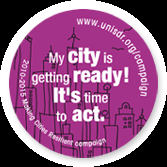 www.unisdr.org/campaign
My city is
getting ready!
It's time
to act.
2010-2015 Making Cities Resilient campaign